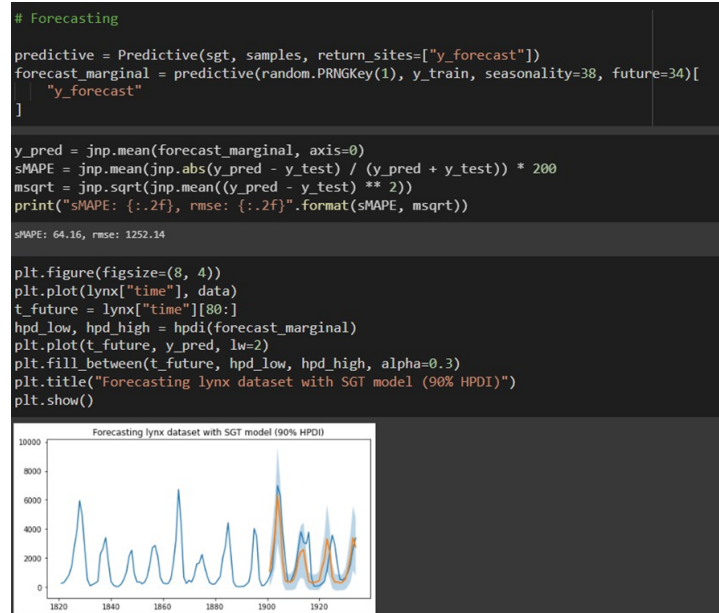 # Forecasting
predictive = Predictive(sgt, samples, return_sites=["y_forecast"])
forecast_marginal = predictive(random.PRNGKey(1), y_train, seasonality=38, future=34)[
"y_forecast"
]
y_pred = jnp.mean(forecast_marginal, axis=0)
sMAPE = jnp.mean(jnp.abs(y_pred - y_test) / (y_pred + y_test)) * 200
msqrt = jnp.sqrt(jnp.mean((y_pred - y_test) ** 2))
print("sMAPE: {:.2f}, rmse: {:.2f}".format(sMAPE, msqrt))
sMAPE: 64.16, rmse: 1252.14
plt.figure(figsize=(8, 4))
plt.plot(lynx["time"], data)
t_future = lynx["time"][80:]
hpd_low, hpd_high = hpdi(forecast_marginal)
plt.plot(t_future, y_pred, lw=2)
plt.fill_between(t_future, hpd_low, hpd_high, alpha=0.3)
plt.title("Forecasting lynx dataset with SGT model (90% HPDI)")
plt.show()
Forecasting lynx dataset with SGT model (90% HPDI)
10000
8000
6000
4000
2000
0
1820 1840 1860 1880 1900 1920